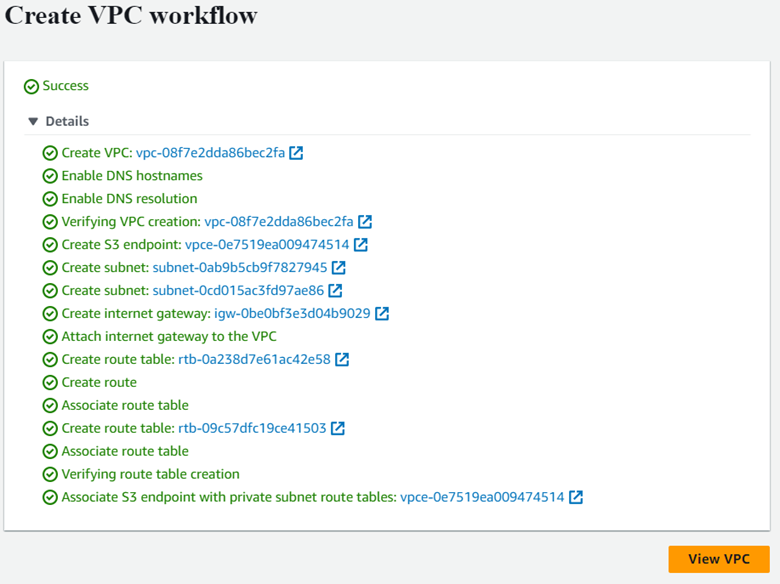 Create VPC workflow
Success
Details
Create VPC: vpc-08f7e2dda86bec2fa
Enable DNS hostnames
Enable DNS resolution
Verifying VPC creation: vpc-08f7e2dda86bec2fa
Create S3 endpoint: vpce-0e7519ea009474514
Create subnet: subnet-0ab9b5cb9f7827945
Create subnet: subnet-0cd015ac3fd97ae86
Create internet gateway: igw-0be0bf3e3d04b9029
Attach internet gateway to the VPC
Create route table: rtb-0a238d7e61ac42e58
Create route
Associate route table
Create route table: rtb-09c57dfc19ce41503
Associate route table
Verifying route table creation
Associate S3 endpoint with private subnet route tables: vpce-0e7519ea009474514
View VPC